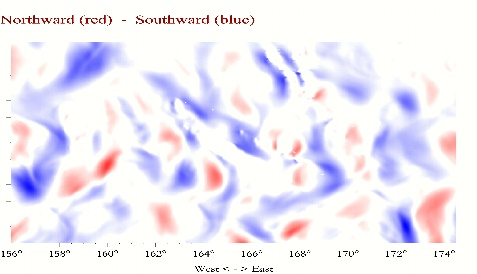 Northward (red) - Southward (blue)
156° 158° 160° 162° 164° 166° 168° 170° 172° 174°
West < - > East